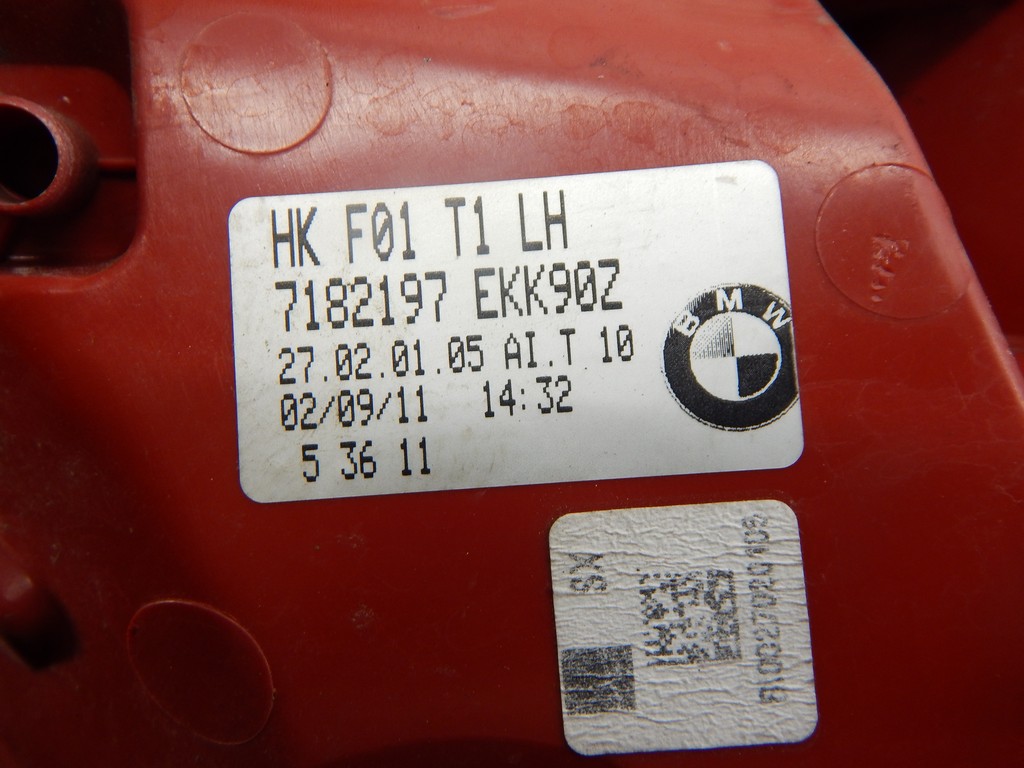 HK F01 T1 LH
7182197 EKK90Z
27.02.01.05 AI.T 10
02/09/11 14:32
5 36 11
BMW
SX